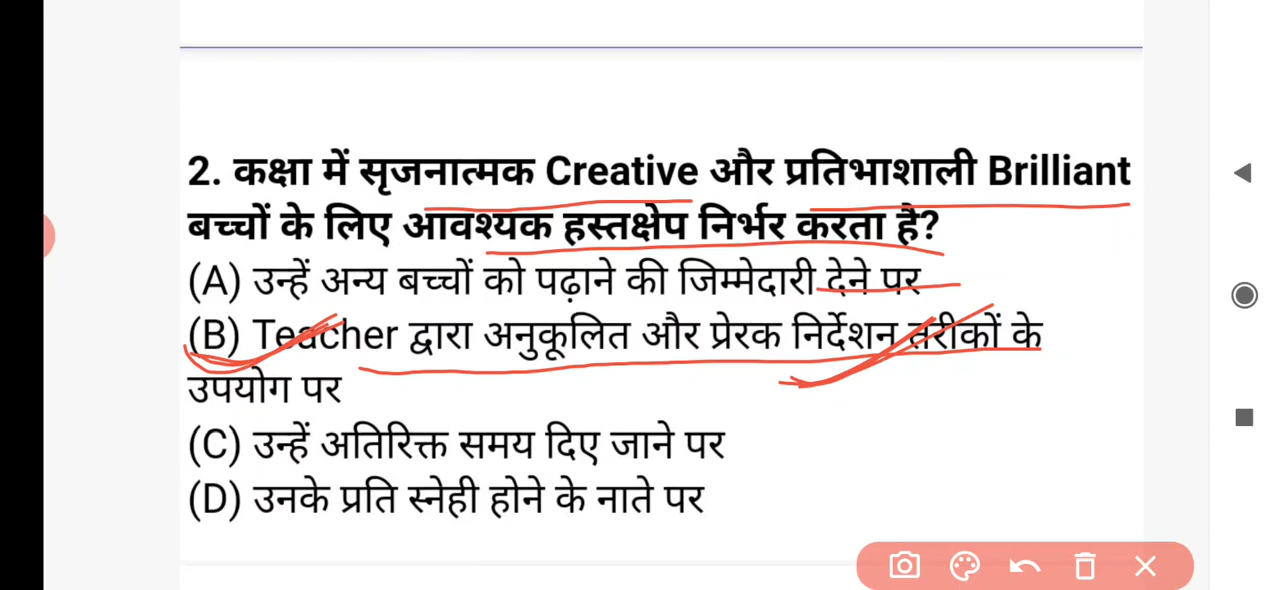 2. कक्षा में सृजनात्मक Creative और प्रतिभाशाली Brilliant
बच्चों के लिए आवश्यक हस्तक्षेप निर्भर करता है?
(A) उन्हें अन्य बच्चों को पढ़ाने की जिम्मेदारी देने पर
(B) Teacher द्वारा अनुकूलित और प्रेरक निर्देशन तरीकों के
उपयोग पर
(C) उन्हें अतिरिक्त समय दिए जाने पर
(D) उनके प्रति स्नेही होने के नाते पर